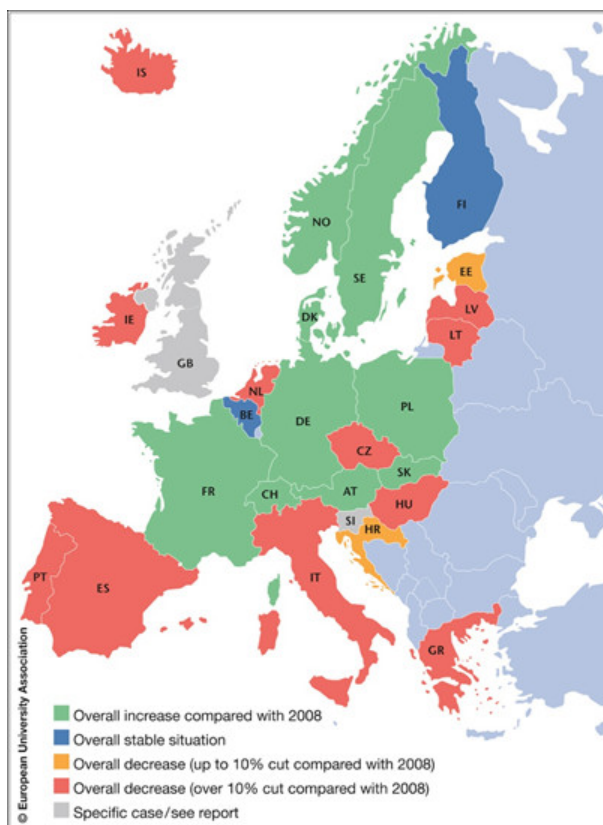 IS
NO
FI
SE
EE
DK
LV
IE
LT
GB
NL
BE
DE
PL
CZ
SK
FR
CH
AT
HU
SI
HR
PT
ES
IT
GR
Overall increase compared with 2008
Overall stable situation
Overall decrease (up to 10% cut compared with 2008)
Overall decrease (over 10% cut compared with 2008)
Specific case/see report
© European University Association